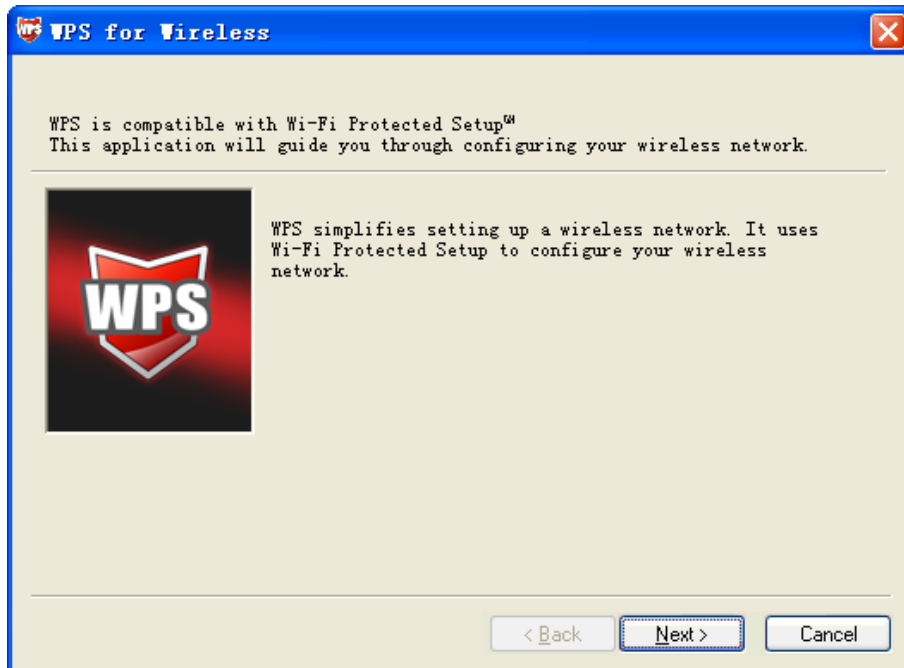 WPS for Wireless
WPS is compatible with Wi-Fi Protected Setup℠
This application will guide you through configuring your wireless network.
WPS
WPS simplifies setting up a wireless network. It uses
Wi-Fi Protected Setup to configure your wireless
network.
< Back
Next >
Cancel